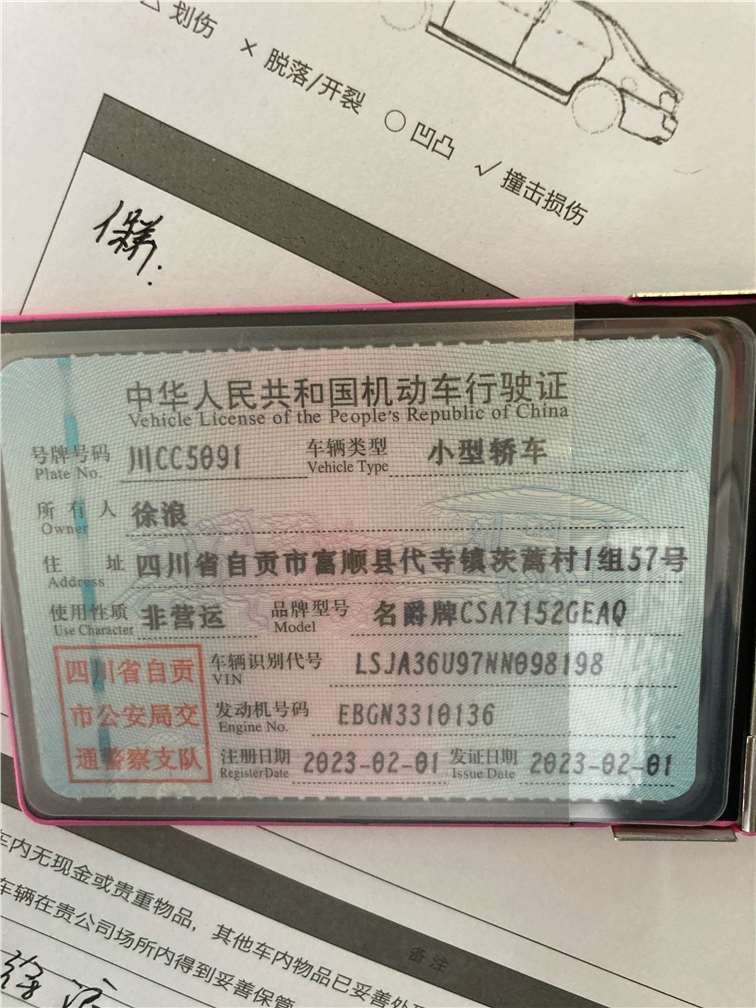 △ 划伤 × 脱落/开裂 ○ 凹凸 √ 撞击损伤
保养.
中华人民共和国机动车行驶证
Vehicle License of the People's Republic of China
号牌号码 川CC5091 车辆类型 小型轿车
Plate No. Vehicle Type
所有人 徐浪
Owner
住址 四川省自贡市富顺县代寺镇茨蒿村1组57号
Address
使用性质 非营运 品牌型号 名爵牌CSA7152GEAQ
Use Character Model
四川省自贡
市公安局交
通警察支队
车辆识别代号 LSJA36U97NN098198
VIN
发动机号码 EBGN3310136
Engine No.
注册日期 2023-02-01 发证日期 2023-02-01
Register Date Issue Date
车内无现金或贵重物品，其他车内物品已妥善处
车辆在贵公司场所内得到妥善保管
备注
徐浪